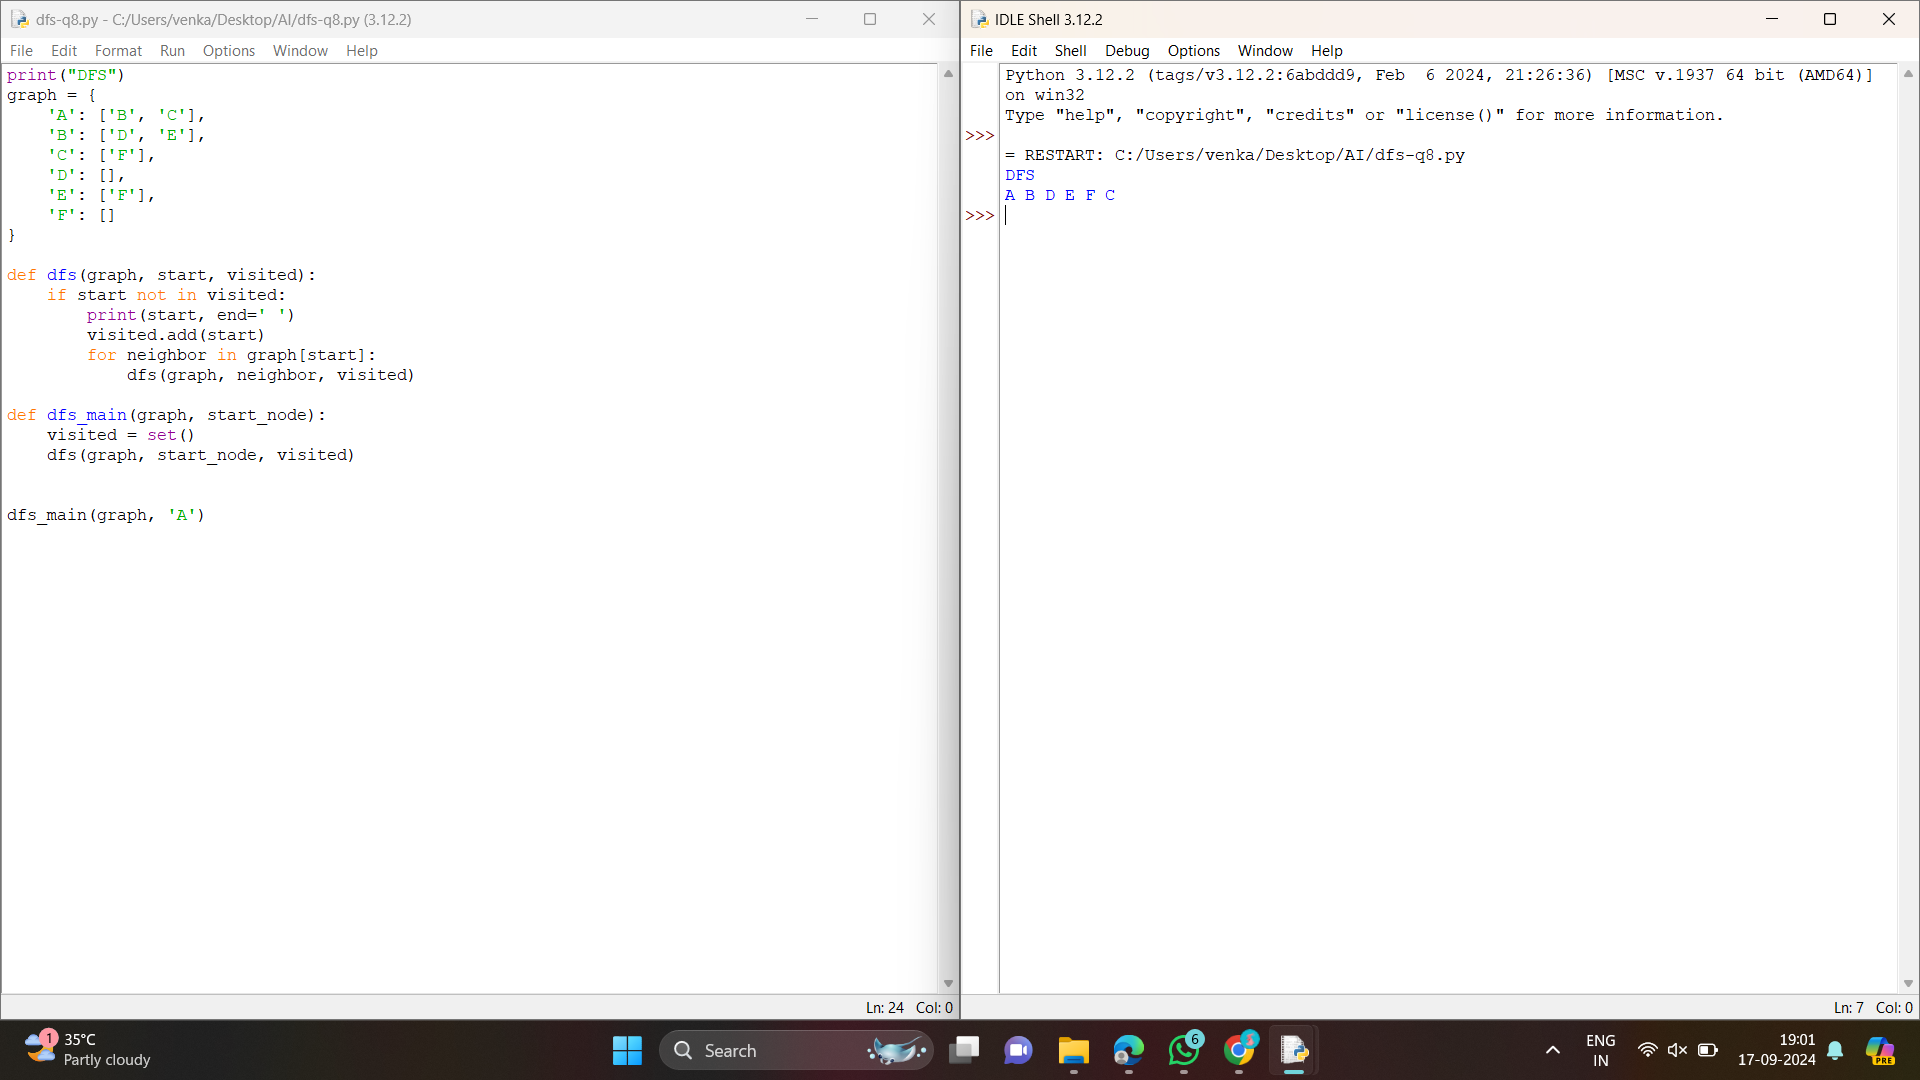 dfs-q8.py - C:/Users/venka/Desktop/AI/dfs-q8.py (3.12.2)
File Edit Format Run Options Window Help
print("DFS")
graph = {
    'A': ['B', 'C'],
    'B': ['D', 'E'],
    'C': ['F'],
    'D': [],
    'E': ['F'],
    'F': []
}
def dfs(graph, start, visited):
    if start not in visited:
        print(start, end=' ')
        visited.add(start)
        for neighbor in graph[start]:
            dfs(graph, neighbor, visited)
def dfs_main(graph, start_node):
    visited = set()
    dfs(graph, start_node, visited)
dfs_main(graph, 'A')
Ln: 24 Col: 0
IDLE Shell 3.12.2
File Edit Shell Debug Options Window Help
Python 3.12.2 (tags/v3.12.2:6abddd9, Feb  6 2024, 21:26:36) [MSC v.1937 64 bit (AMD64)]
on win32
Type "help", "copyright", "credits" or "license()" for more information.
>>>
= RESTART: C:/Users/venka/Desktop/AI/dfs-q8.py
DFS
A B D E F C
>>>
Ln: 7 Col: 0
1
35°C
Partly cloudy
Search
6
3
PRE
ENG
IN
19:01
17-09-2024